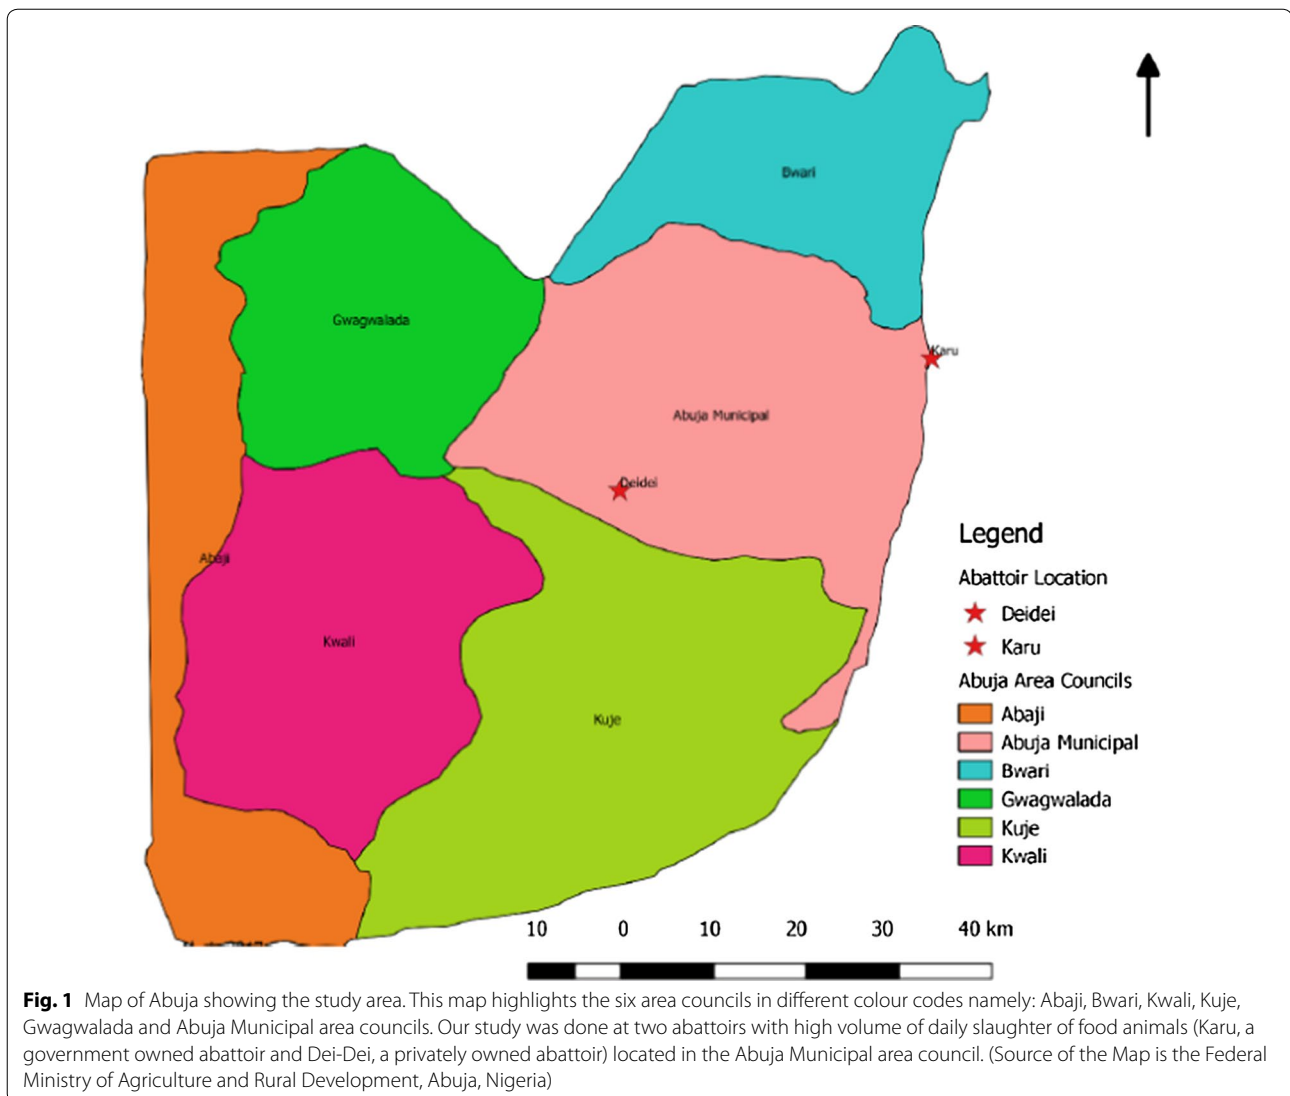 Bwari
Gwagwalada
Karu
Abuja Municipal
Deidei
Abaji
Kwali
Kuje
Legend
Abattoir Location
Deidei
Karu
Abuja Area Councils
Abaji
Abuja Municipal
Bwari
Gwagwalada
Kuje
Kwali
10 0 10 20 30 40 km
Fig. 1 Map of Abuja showing the study area. This map highlights the six area councils in different colour codes namely: Abaji, Bwari, Kwali, Kuje,
Gwagwalada and Abuja Municipal area councils. Our study was done at two abattoirs with high volume of daily slaughter of food animals (Karu, a
government owned abattoir and Dei-Dei, a privately owned abattoir) located in the Abuja Municipal area council. (Source of the Map is the Federal
Ministry of Agriculture and Rural Development, Abuja, Nigeria)